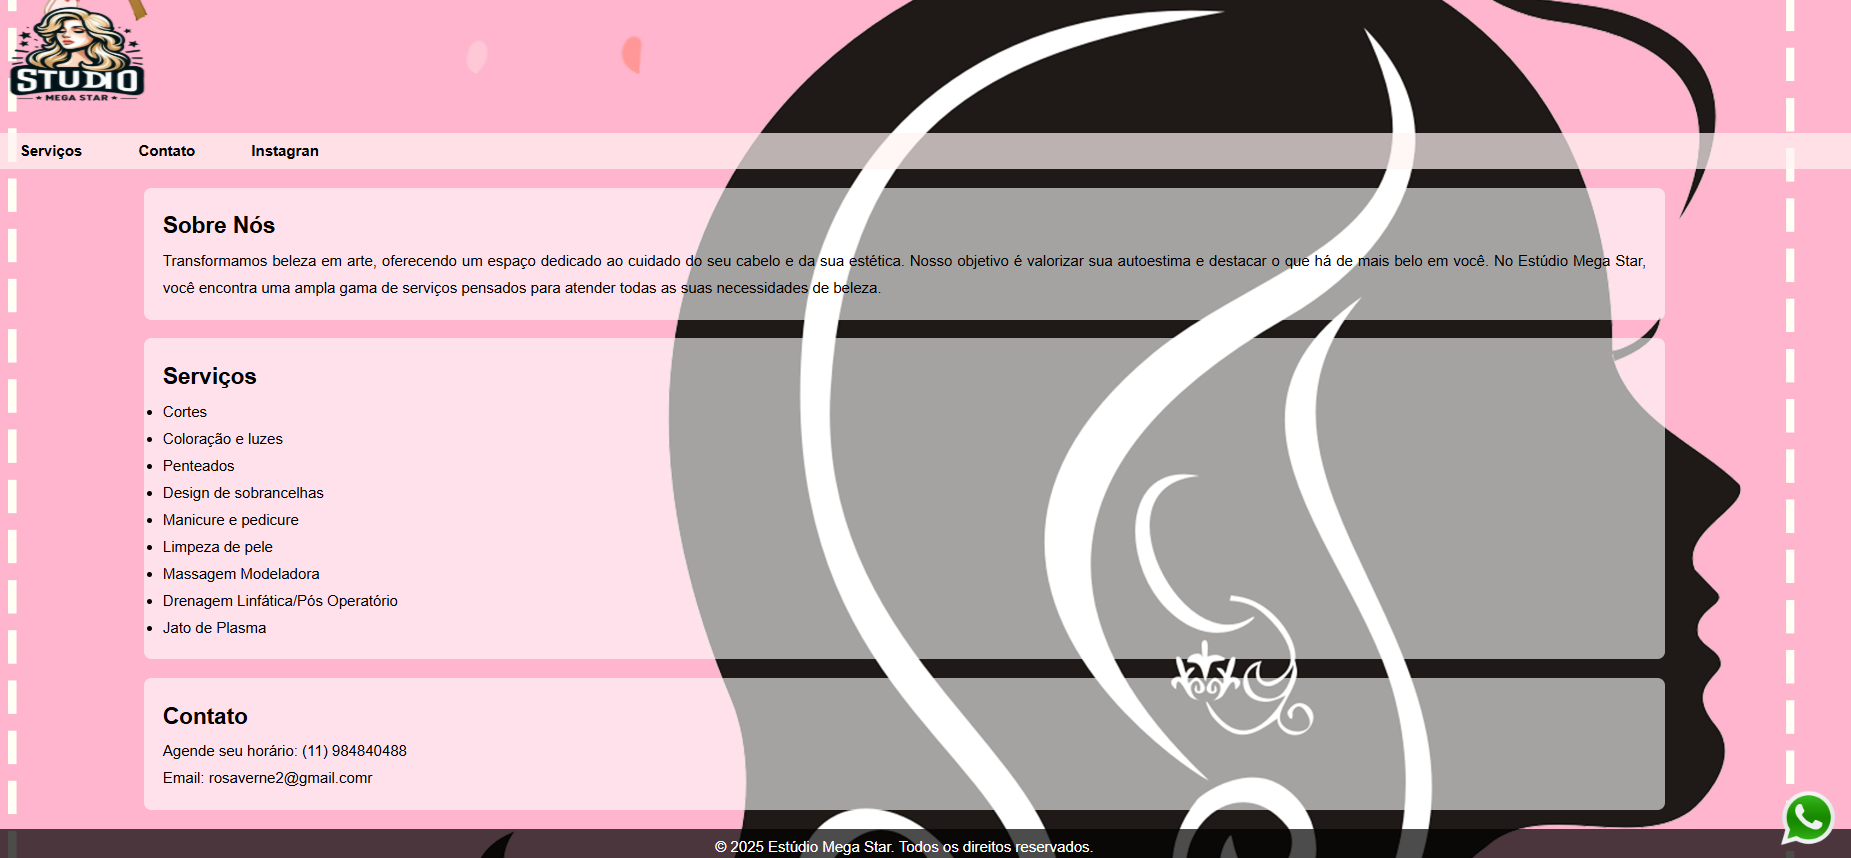 STUDIO
MEGA STAR
Serviços
Contato
Instagran
Sobre Nós
Transformamos beleza em arte, oferecendo um espaço dedicado ao cuidado do seu cabelo e da sua estética. Nosso objetivo é valorizar sua autoestima e destacar o que há de mais belo em você. No Estúdio Mega Star,
você encontra uma ampla gama de serviços pensados para atender todas as suas necessidades de beleza.
Serviços
Cortes
Coloração e luzes
Penteados
Design de sobrancelhas
Manicure e pedicure
Limpeza de pele
Massagem Modeladora
Drenagem Linfática/Pós Operatório
Jato de Plasma
Contato
Agende seu horário: (11) 984840488
Email: rosaverne2@gmail.comr
© 2025 Estúdio Mega Star. Todos os direitos reservados.